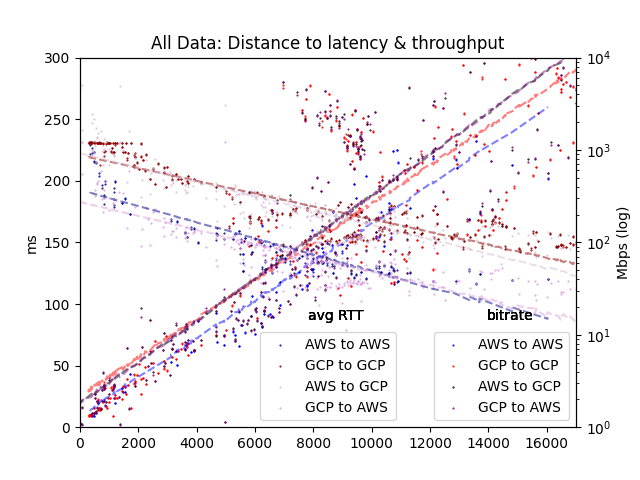 All Data: Distance to latency & throughput
300
250
200
150
100
50
0
ms
0 2000 4000 6000 8000 10000 12000 14000 16000
10^4
10^3
10^2
10^1
10^0
Mbps (log)
avg RTT
AWS to AWS
GCP to GCP
AWS to GCP
GCP to AWS
bitrate
AWS to AWS
GCP to GCP
AWS to GCP
GCP to AWS